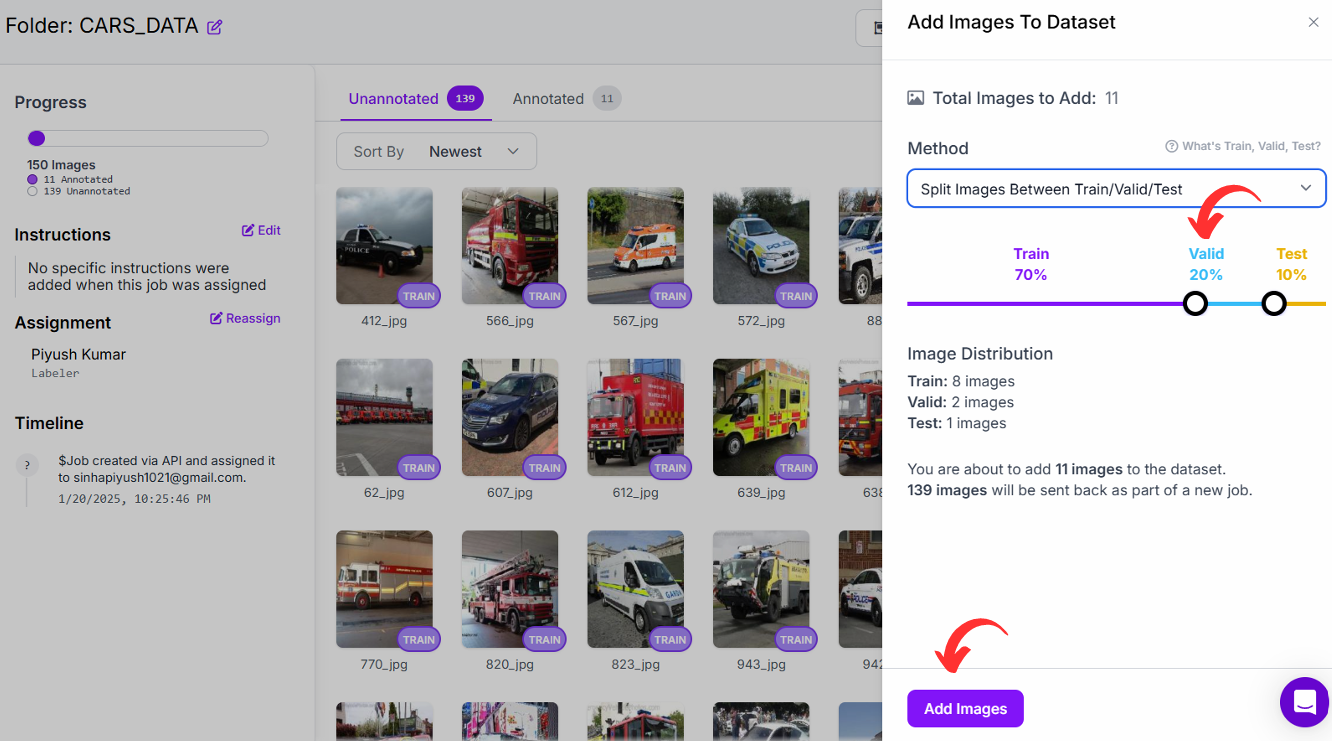 Folder: CARS_DATA
Progress
150 Images
11 Annotated
139 Unannotated
Instructions
Edit
No specific instructions were
added when this job was assigned
Assignment
Reassign
Piyush Kumar
Labeler
Timeline
?
$Job created via API and assigned it
to sinhapiyush1021@gmail.com.
1/20/2025, 10:25:46 PM
Unannotated 139
Annotated 11
Sort By Newest
POLICE
TRAIN TRAIN TRAIN TRAIN
412_jpg 566_jpg 567_jpg 572_jpg 88
TRAIN TRAIN TRAIN TRAIN
62_jpg 607_jpg 612_jpg 639_jpg 638
GARDA
POLICE
TRAIN TRAIN TRAIN TRAIN
770_jpg 820_jpg 823_jpg 943_jpg 942
Add Images To Dataset
Total Images to Add: 11
Method
What's Train, Valid, Test?
Split Images Between Train/Valid/Test
Train Valid Test
70% 20% 10%
Image Distribution
Train: 8 images
Valid: 2 images
Test: 1 images
You are about to add 11 images to the dataset.
139 images will be sent back as part of a new job.
Add Images